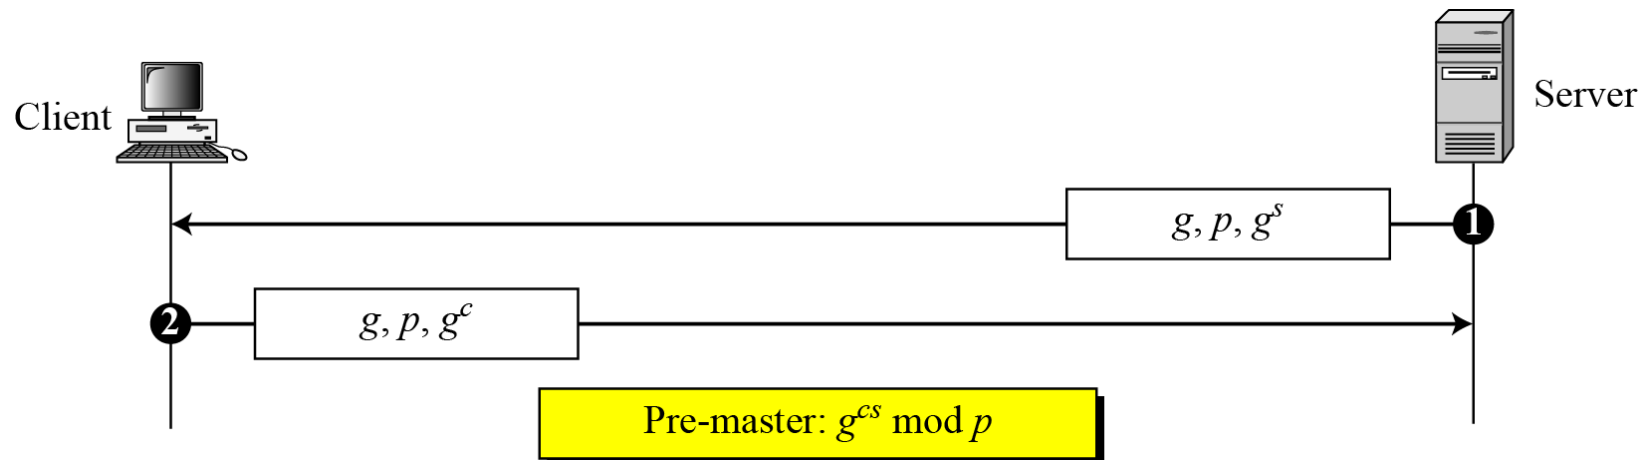 Client
Server
1
g, p, g^s
2
g, p, g^c
Pre-master: g^cs mod p